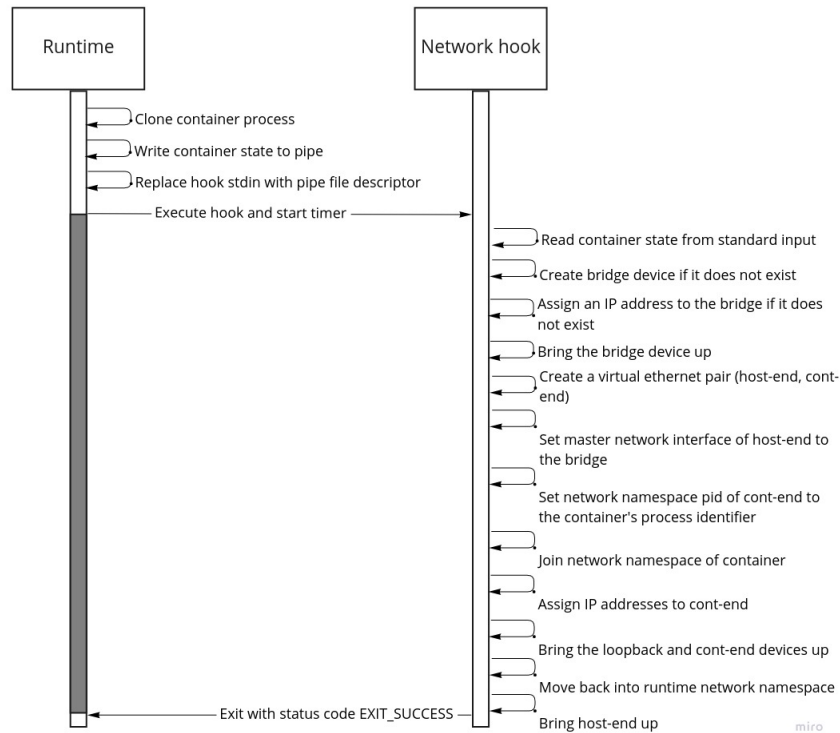 Runtime
Network hook
Clone container process
Write container state to pipe
Replace hook stdin with pipe file descriptor
Execute hook and start timer
Read container state from standard input
Create bridge device if it does not exist
Assign an IP address to the bridge if it does
not exist
Bring the bridge device up
Create a virtual ethernet pair (host-end, cont-
end)
Set master network interface of host-end to
the bridge
Set network namespace pid of cont-end to
the container's process identifier
Join network namespace of container
Assign IP addresses to cont-end
Bring the loopback and cont-end devices up
Move back into runtime network namespace
Exit with status code EXIT_SUCCESS
Bring host-end up
miro